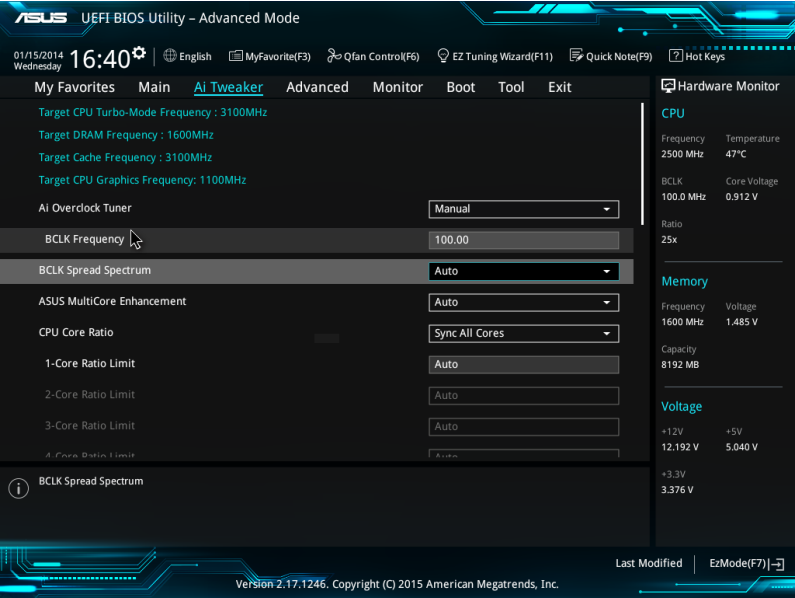 ASUS UEFI BIOS Utility – Advanced Mode
01/15/2014 Wednesday 16:40 English MyFavorite(F3) Qfan Control(F6) EZ Tuning Wizard(F11) Quick Note(F9) ? Hot Keys
My Favorites Main Ai Tweaker Advanced Monitor Boot Tool Exit
Target CPU Turbo-Mode Frequency : 3100MHz
Target DRAM Frequency : 1600MHz
Target Cache Frequency : 3100MHz
Target CPU Graphics Frequency: 1100MHz
Ai Overclock Tuner Manual
BCLK Frequency 100.00
BCLK Spread Spectrum Auto
ASUS MultiCore Enhancement Auto
CPU Core Ratio Sync All Cores
1-Core Ratio Limit Auto
2-Core Ratio Limit Auto
3-Core Ratio Limit Auto
4-Core Ratio Limit Auto
i BCLK Spread Spectrum
Hardware Monitor
CPU
Frequency Temperature
2500 MHz 47°C
BCLK Core Voltage
100.0 MHz 0.912 V
Ratio
25x
Memory
Frequency Voltage
1600 MHz 1.485 V
Capacity
8192 MB
Voltage
+12V +5V
12.192 V 5.040 V
+3.3V
3.376 V
Last Modified EzMode(F7)
Version 2.17.1246. Copyright (C) 2015 American Megatrends, Inc.